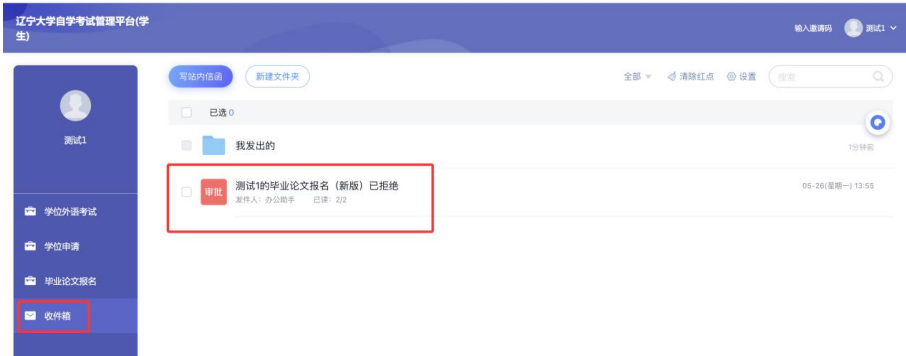 辽宁大学自学考试管理平台(学
生)
输入邀请码 测试1
测试1
学位外语考试
学位申请
毕业论文报名
收件箱
写站内信函 新建文件夹 全部 清除红点 设置 搜索
已选 0
我发出的 1分钟前
审批 测试1的毕业论文报名（新版）已拒绝 05-26(星期一) 13:55
发件人：办公助手 已读：2/2